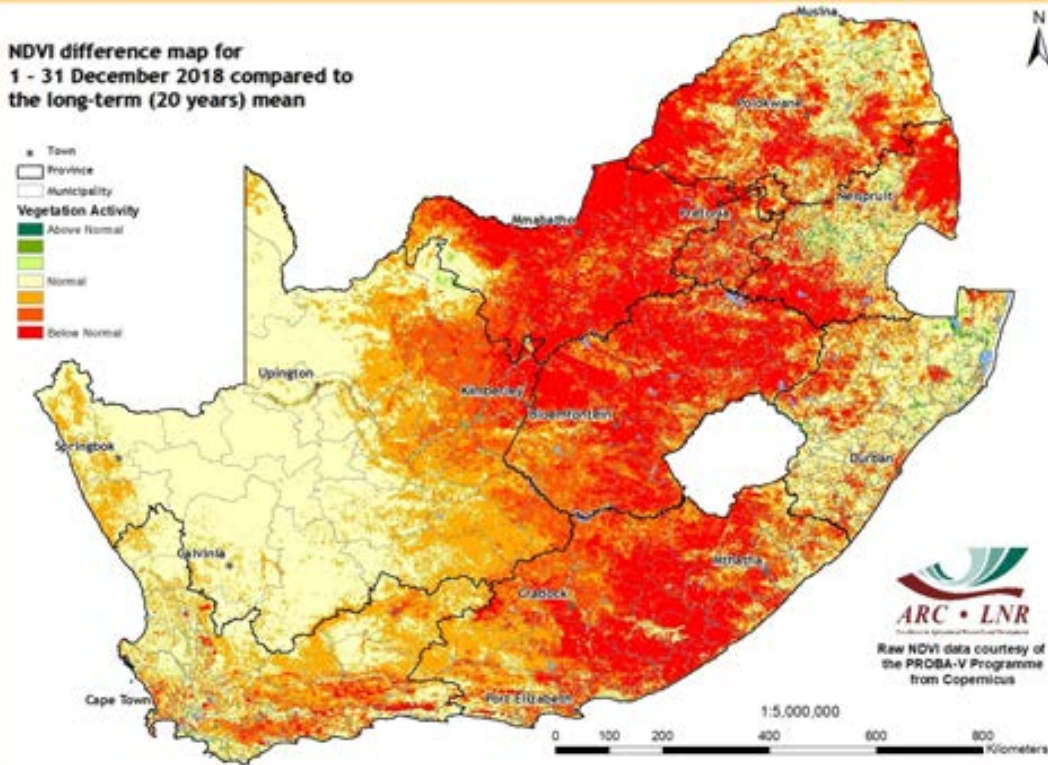 NDVI difference map for
1 - 31 December 2018 compared to
the long-term (20 years) mean
N
Town
Province
Municipality
Vegetation Activity
Above Normal
Normal
Below Normal
Musina
Polokwane
Nelspruit
Pretoria
Mmabatho
Upington
Kimberley
Bloemfontein
Springbok
Durban
Calvinia
Mthatha
Cradock
Cape Town
Port Elizabeth
ARC • LNR
Raw NDVI data courtesy of
the PROBA-V Programme
from Copernicus
1:5,000,000
0 100 200 400 600 800
Kilometers